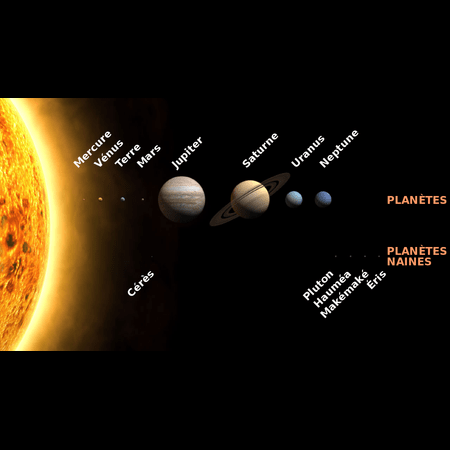 Mercure
Vénus
Terre
Mars
Jupiter
Saturne
Uranus
Neptune
PLANÈTES
Cérès
Pluton
Hauméa
Makémaké
Éris
PLANÈTES
NAINES